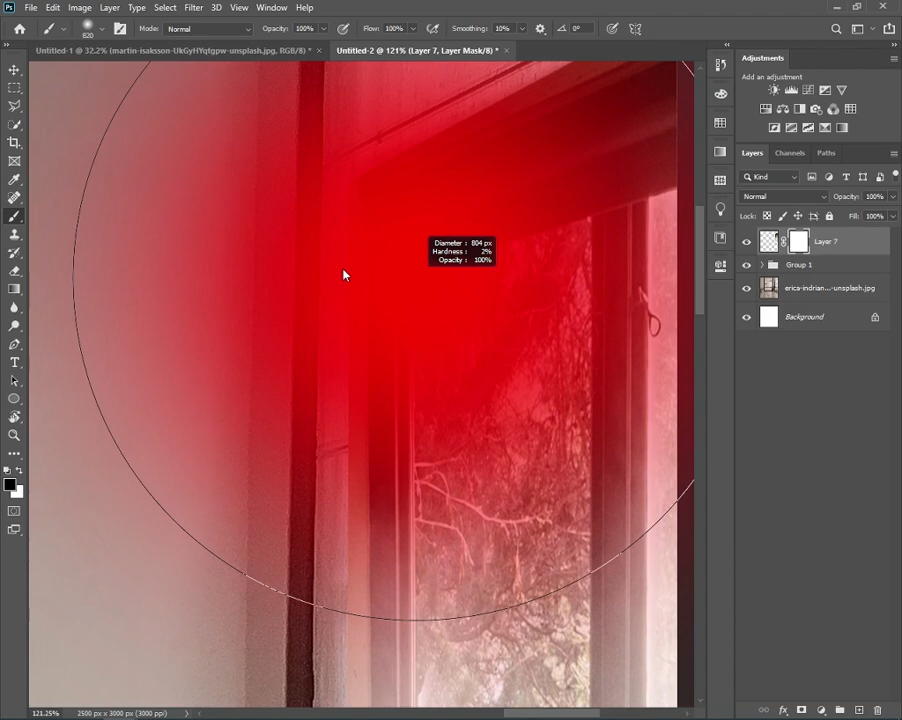 Ps File Edit Image Layer Type Select Filter 3D View Window Help
820 Mode: Normal Opacity: 100% Flow: 100% Smoothing: 10% 0°
Untitled-1 @ 32.2% (martin-isaksson-UkGyHYqtgpw-unsplash.jpg, RGB/8) * ×
Untitled-2 @ 121% (Layer 7, Layer Mask/8) * ×
Adjustments
Add an adjustment
Layers Channels Paths
Kind
Normal Opacity: 100%
Lock: Fill: 100%
Layer 7
Group 1
erica-indrian...-unsplash.jpg
Background
Diameter : 804 px
Hardness : 2%
Opacity : 100%
121.25% 2500 px x 3000 px (3000 ppi)